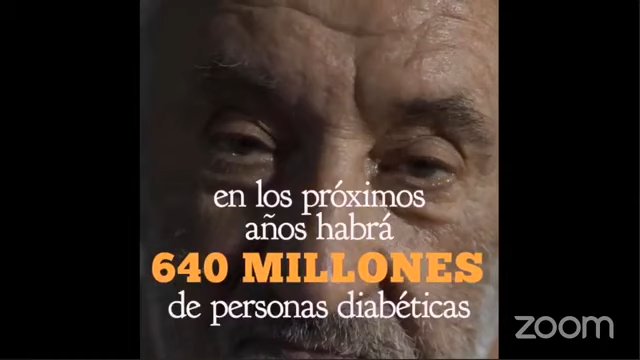 en los próximos
años habrá
640 MILLONES
de personas diabéticas
zoom